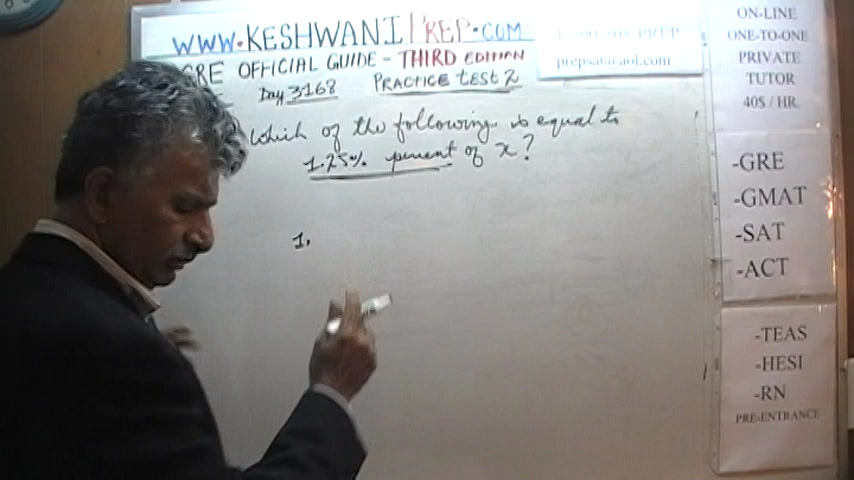 WWW.KESHWANIPREP.COM
GRE OFFICIAL GUIDE - THIRD EDITION
Day 3168 PRACTICE test 2
Which of the following is equal to
1.25% percent of x?
1.
prepsat@aol.com
ON-LINE
ONE-TO-ONE
PRIVATE
TUTOR
40$ / HR.
-GRE
-GMAT
-SAT
-ACT
-TEAS
-HESI
-RN
PRE-ENTRANCE